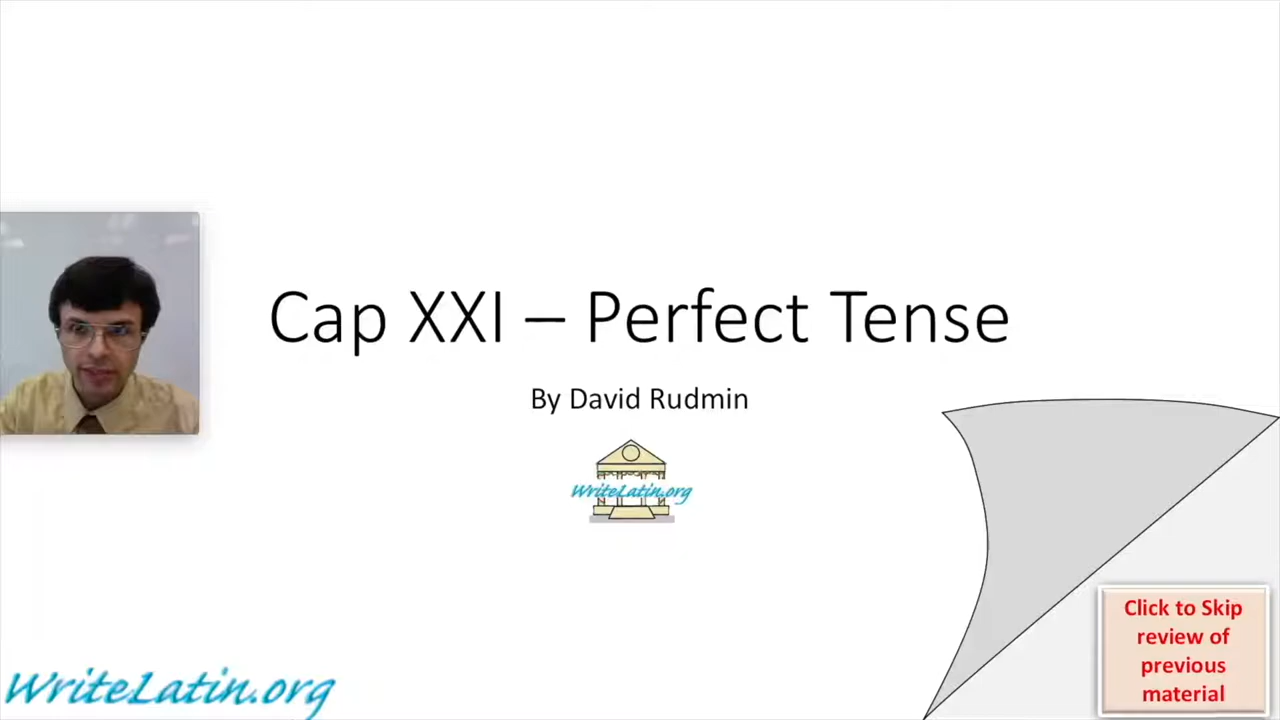 Cap XXI – Perfect Tense
By David Rudmin
WriteLatin.org
Click to Skip
review of
previous
material
WriteLatin.org